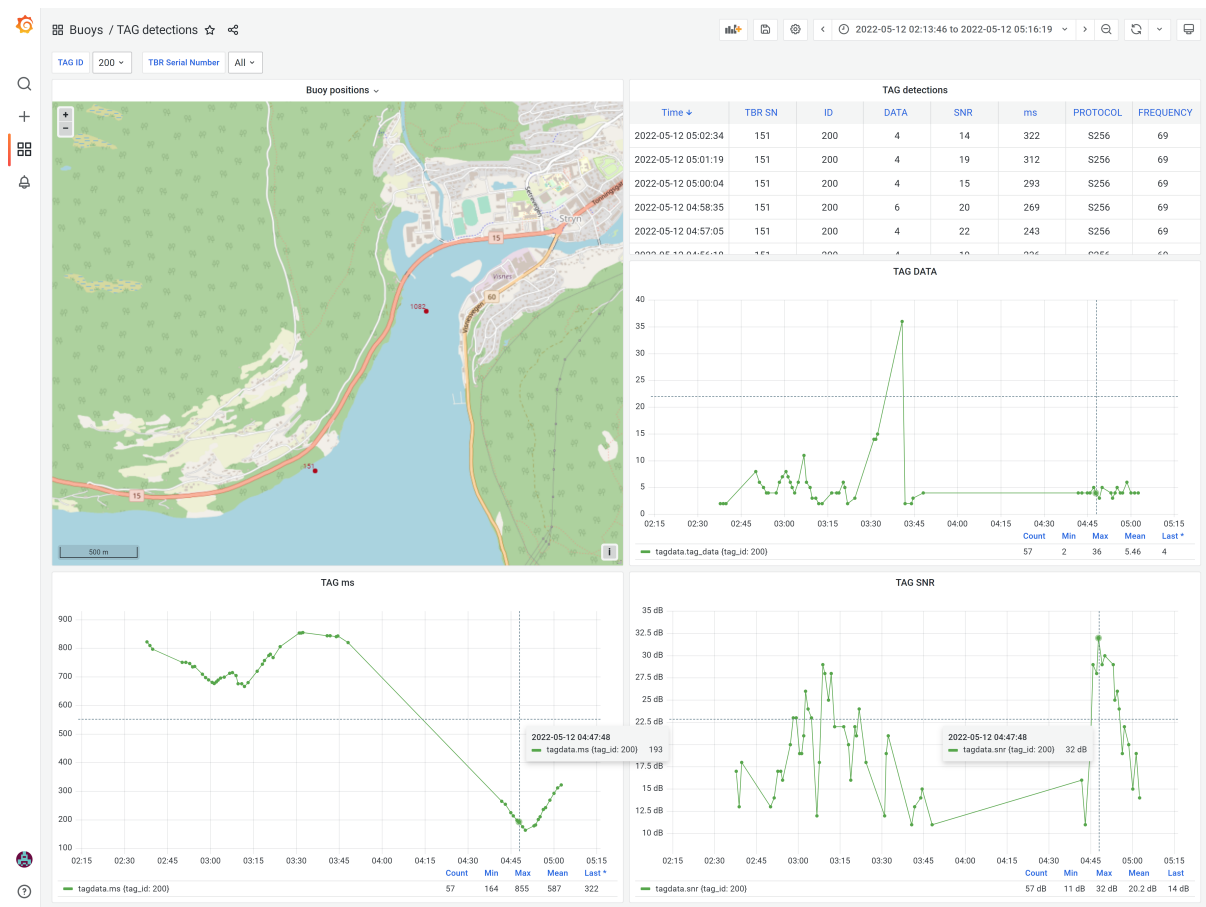 Buoys / TAG detections
2022-05-12 02:13:46 to 2022-05-12 05:16:19
TAG ID 200 TBR Serial Number All
Buoy positions
+
−
Setrevegen
Tonningsgata
Stryn
15
Visnes
60
Visnesvegen
1082
151
15
500 m
i
TAG detections
Time TBR SN ID DATA SNR ms PROTOCOL FREQUENCY
2022-05-12 05:02:34 151 200 4 14 322 S256 69
2022-05-12 05:01:19 151 200 4 19 312 S256 69
2022-05-12 05:00:04 151 200 4 15 293 S256 69
2022-05-12 04:58:35 151 200 6 20 269 S256 69
2022-05-12 04:57:05 151 200 4 22 243 S256 69
TAG DATA
40
35
30
25
20
15
10
5
0
02:15 02:30 02:45 03:00 03:15 03:30 03:45 04:00 04:15 04:30 04:45 05:00 05:15
Count Min Max Mean Last *
tagdata.tag_data {tag_id: 200} 57 2 36 5.46 4
TAG ms
900
800
700
600
500
400
300
200
100
2022-05-12 04:47:48
tagdata.ms {tag_id: 200} 193
02:15 02:30 02:45 03:00 03:15 03:30 03:45 04:00 04:15 04:30 04:45 05:00 05:15
Count Min Max Mean Last *
tagdata.ms {tag_id: 200} 57 164 855 587 322
TAG SNR
35 dB
32.5 dB
30 dB
27.5 dB
25 dB
22.5 dB
17.5 dB
15 dB
12.5 dB
10 dB
2022-05-12 04:47:48
tagdata.snr {tag_id: 200} 32 dB
02:15 02:30 02:45 03:00 03:15 03:30 03:45 04:00 04:15 04:30 04:45 05:00 05:15
Count Min Max Mean Last
tagdata.snr {tag_id: 200} 57 dB 11 dB 32 dB 20.2 dB 14 dB